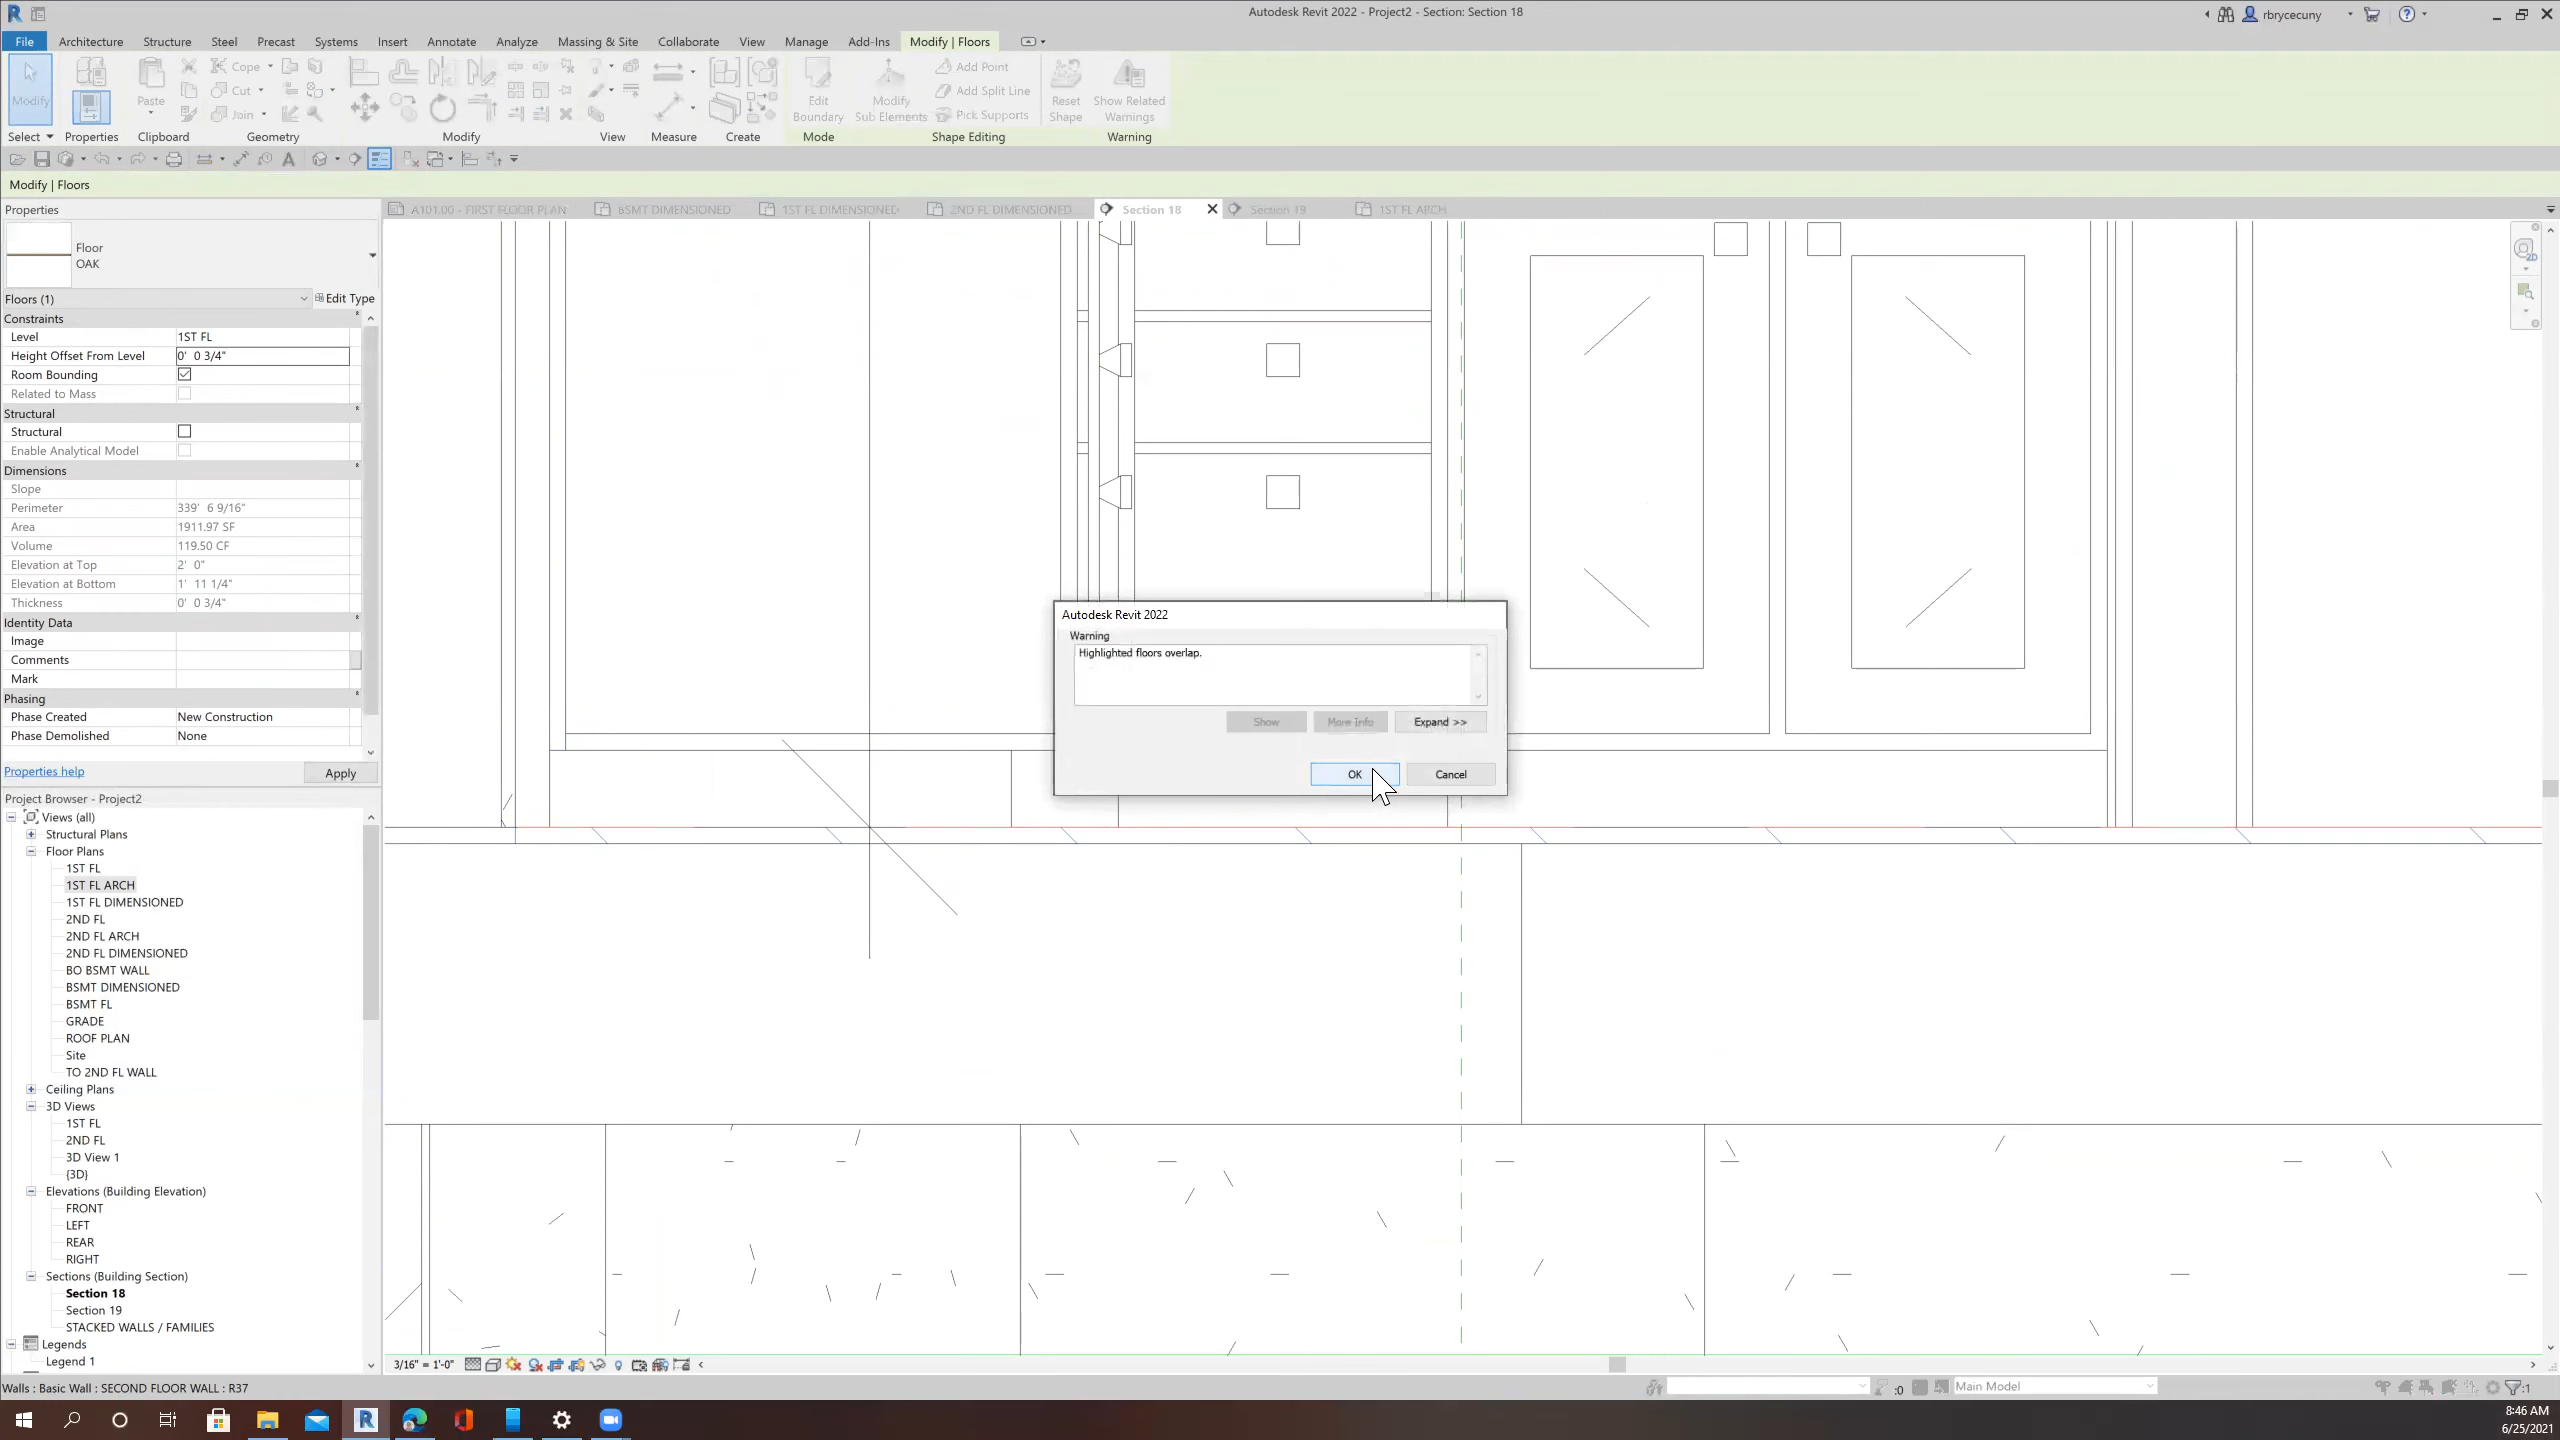 Autodesk Revit 2022 - Project2 - Section: Section 18
rbrycecuny
File Architecture Structure Steel Precast Systems Insert Annotate Analyze Massing & Site Collaborate View Manage Add-Ins Modify | Floors
Modify
Paste
Cope
Cut
Join
Edit Boundary
Modify Sub Elements
Add Point
Add Split Line
Pick Supports
Reset Shape
Show Related Warnings
Select Properties Clipboard Geometry Modify View Measure Create Mode Shape Editing Warning
Modify | Floors
Properties
A101.00 - FIRST FLOOR PLAN BSMT DIMENSIONED 1ST FL DIMENSIONED 2ND FL DIMENSIONED Section 18 Section 19 1ST FL ARCH
Floor
OAK
Floors (1) Edit Type
Constraints
Level 1ST FL
Height Offset From Level 0' 0 3/4"
Room Bounding
Related to Mass
Structural
Structural
Enable Analytical Model
Dimensions
Slope
Perimeter 339' 6 9/16"
Area 1911.97 SF
Volume 119.50 CF
Elevation at Top 2' 0"
Elevation at Bottom 1' 11 1/4"
Thickness 0' 0 3/4"
Identity Data
Image
Comments
Mark
Phasing
Phase Created New Construction
Phase Demolished None
Properties help Apply
Autodesk Revit 2022
Warning
Highlighted floors overlap.
Show More Info Expand >>
OK Cancel
Project Browser - Project2
Views (all)
Structural Plans
Floor Plans
1ST FL
1ST FL ARCH
1ST FL DIMENSIONED
2ND FL
2ND FL ARCH
2ND FL DIMENSIONED
BO BSMT WALL
BSMT DIMENSIONED
BSMT FL
GRADE
ROOF PLAN
Site
TO 2ND FL WALL
Ceiling Plans
3D Views
1ST FL
2ND FL
3D View 1
{3D}
Elevations (Building Elevation)
FRONT
LEFT
REAR
RIGHT
Sections (Building Section)
Section 18
Section 19
STACKED WALLS / FAMILIES
Legends
Legend 1
3/16" = 1'-0"
Walls : Basic Wall : SECOND FLOOR WALL : R37
:0
Main Model
:1
8:46 AM
6/25/2021